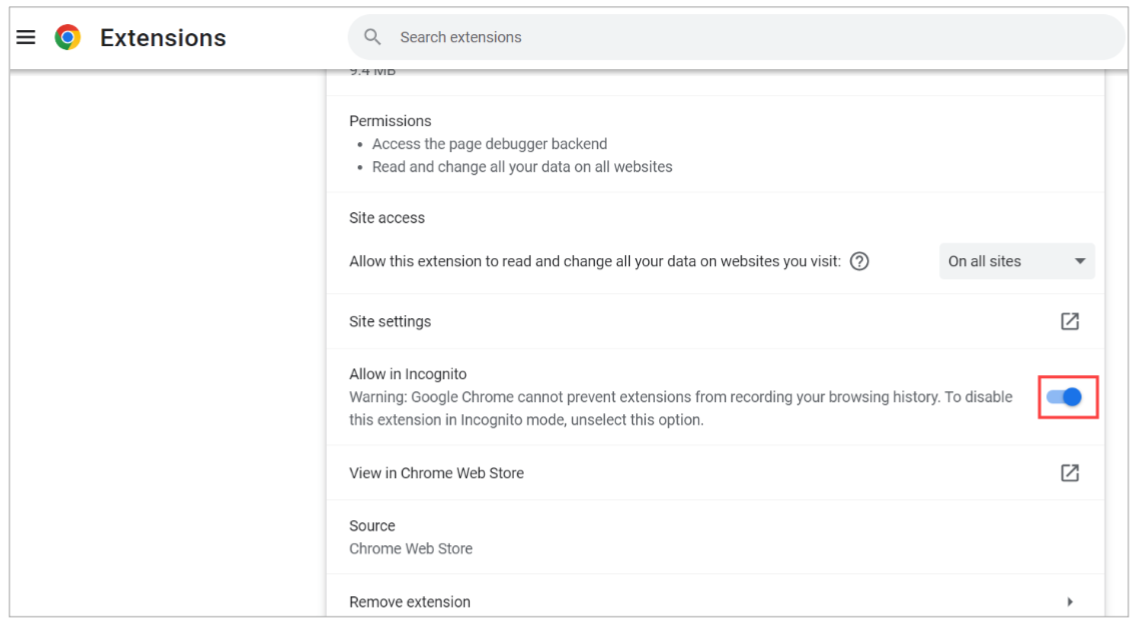 Extensions
Search extensions
9.4 MB
Permissions
• Access the page debugger backend
• Read and change all your data on all websites
Site access
Allow this extension to read and change all your data on websites you visit:
On all sites
Site settings
Allow in Incognito
Warning: Google Chrome cannot prevent extensions from recording your browsing history. To disable
this extension in Incognito mode, unselect this option.
View in Chrome Web Store
Source
Chrome Web Store
Remove extension